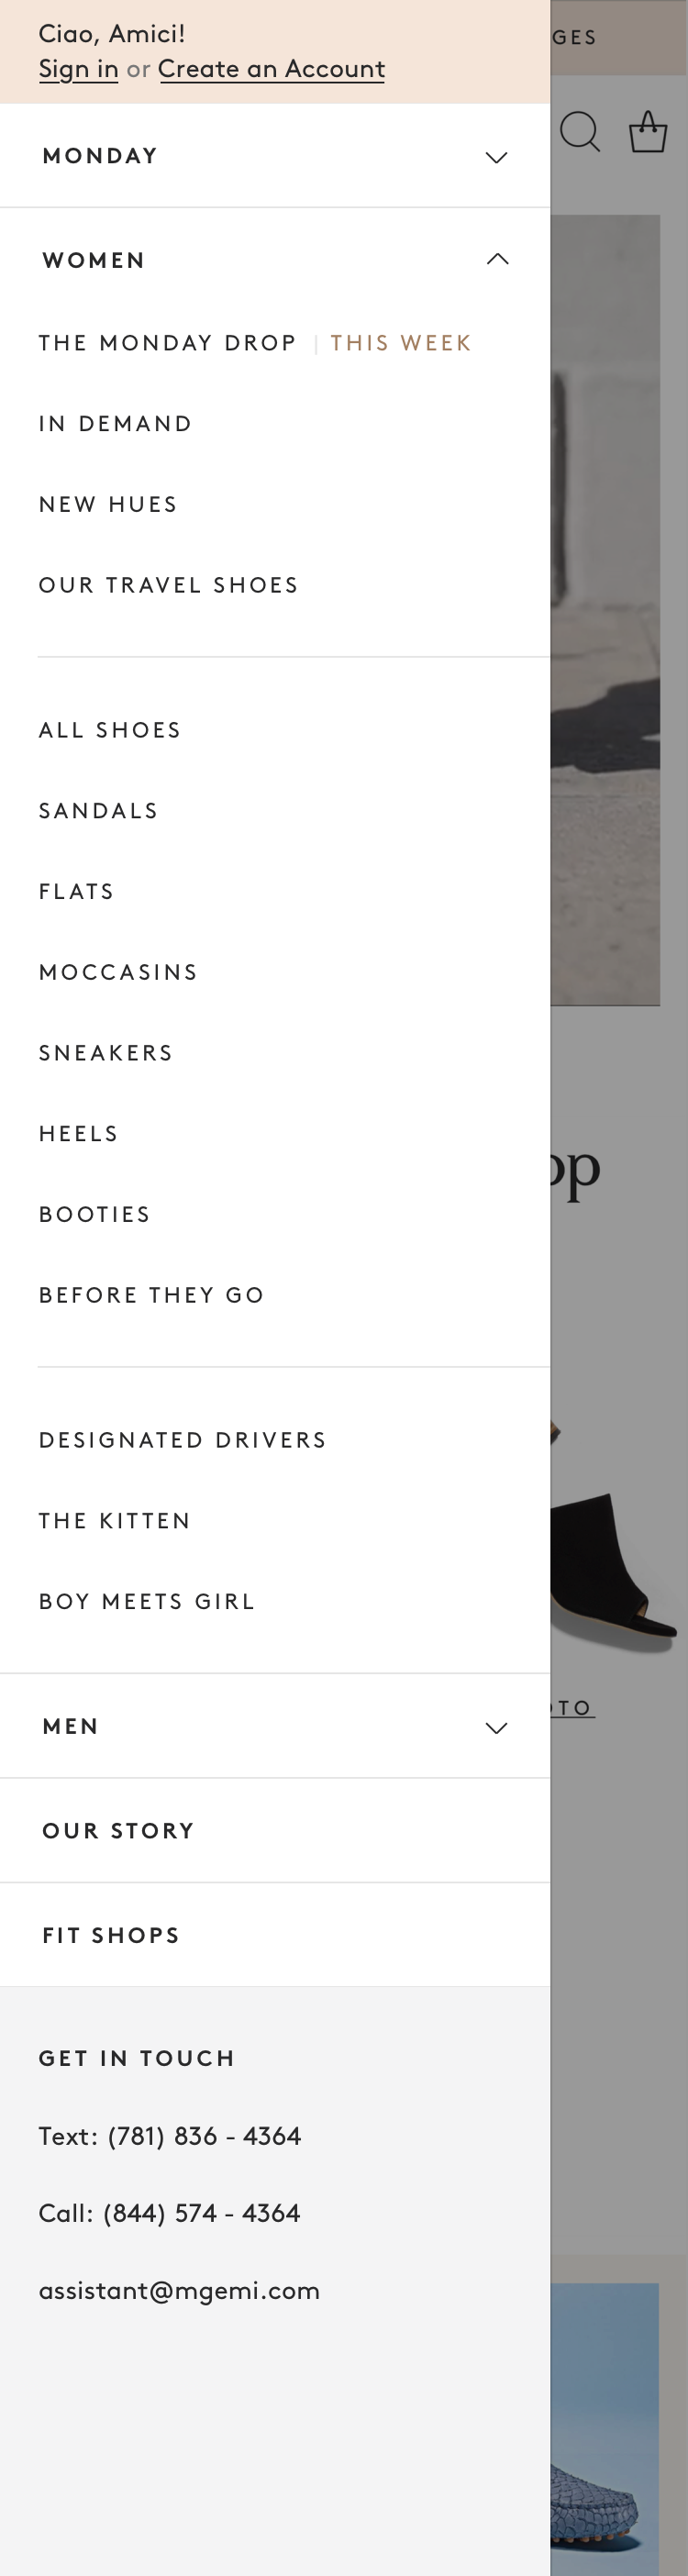 Ciao, Amici!
Sign in or Create an Account
MONDAY
WOMEN
THE MONDAY DROP | THIS WEEK
IN DEMAND
NEW HUES
OUR TRAVEL SHOES
ALL SHOES
SANDALS
FLATS
MOCCASINS
SNEAKERS
HEELS
BOOTIES
BEFORE THEY GO
DESIGNATED DRIVERS
THE KITTEN
BOY MEETS GIRL
MEN
OUR STORY
FIT SHOPS
GET IN TOUCH
Text: (781) 836 - 4364
Call: (844) 574 - 4364
assistant@mgemi.com